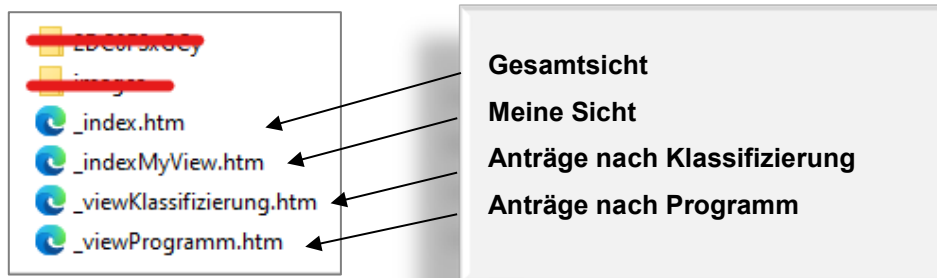 _index.htm
_indexMyView.htm
_viewKlassifizierung.htm
_viewProgramm.htm
Gesamtsicht
Meine Sicht
Anträge nach Klassifizierung
Anträge nach Programm